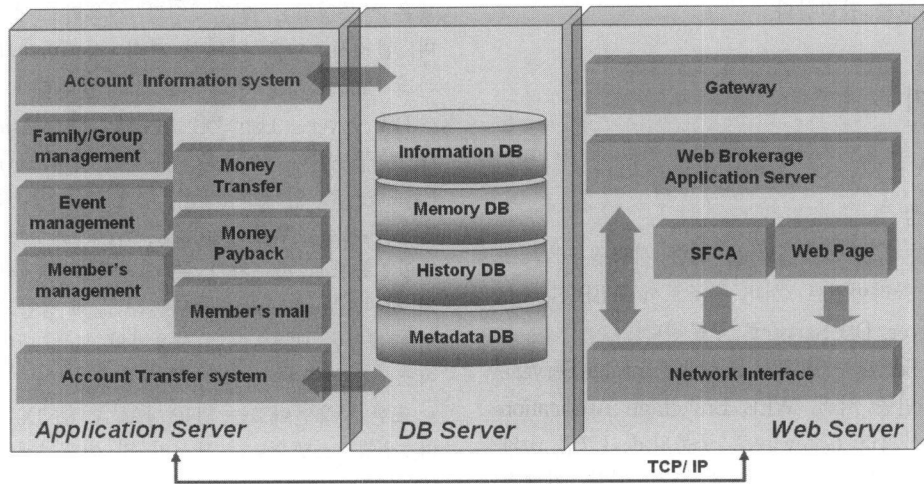 Account Information system
Family/Group
management
Money
Transfer
Event
management
Money
Payback
Member's
management
Member's mall
Account Transfer system
Application Server
Information DB
Memory DB
History DB
Metadata DB
DB Server
Gateway
Web Brokerage
Application Server
SFCA
Web Page
Network Interface
Web Server
TCP/ IP